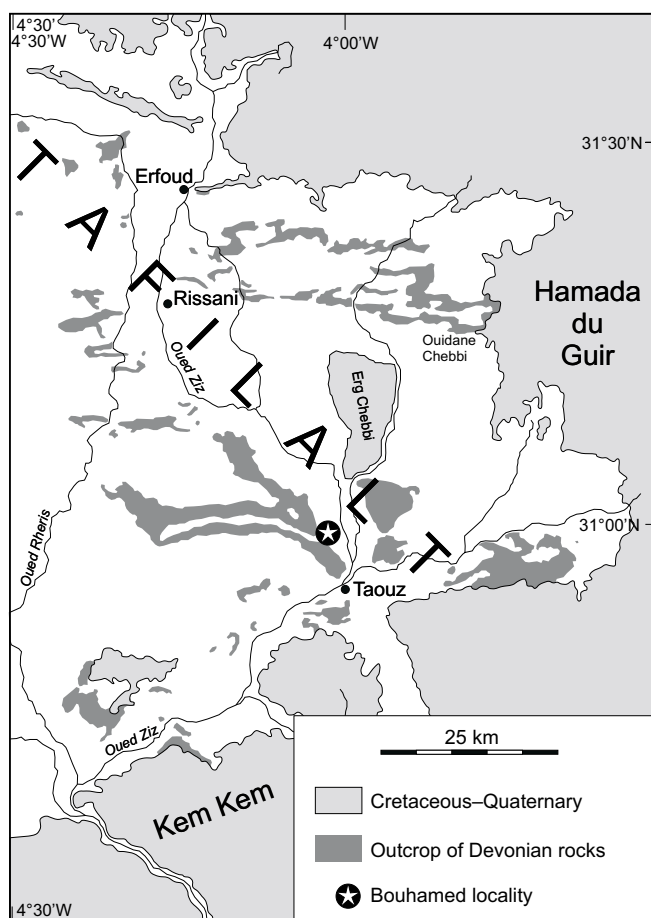 4°30'
4°30'W
4°00'W
31°30'N
Erfoud
TAFILALT
Rissani
Hamada
du
Guir
Ouidane
Chebbi
Oued Ziz
Erg Chebbi
31°00'N
Oued Rheris
Taouz
Oued Ziz
25 km
Kem Kem
Cretaceous–Quaternary
Outcrop of Devonian rocks
Bouhamed locality
4°30'W